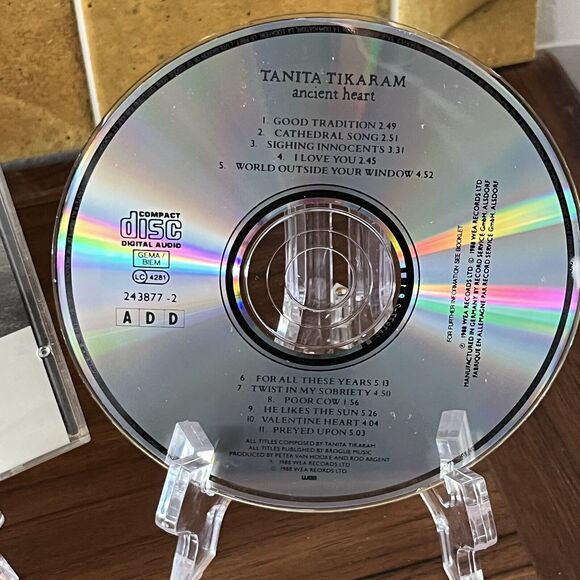 TANITA TIKARAM
ancient heart
1. GOOD TRADITION 2.49
2. CATHEDRAL SONG 2.51
3. SIGHING INNOCENTS 3.31
4. I LOVE YOU 2.45
5. WORLD OUTSIDE YOUR WINDOW 4.52
COMPACT
disc
DIGITAL AUDIO
GEMA/
BIEM
LC 4281
243877-2
A D D
FOR FURTHER INFORMATION SEE BOOKLET
℗ 1988 WEA RECORDS LTD © 1988 WEA RECORDS LTD
MANUFACTURED IN GERMANY BY RECORD SERVICE GmbH, ALSDORF
FABRIQUE EN ALLEMAGNE PAR RECORD SERVICE GmbH, ALSDORF
6. FOR ALL THESE YEARS 5.13
7. TWIST IN MY SOBRIETY 4.50
8. POOR COW 1.56
9. HE LIKES THE SUN 5.26
10. VALENTINE HEART 4.04
11. PREYED UPON 5.03
ALL TITLES COMPOSED BY TANITA TIKARAM
ALL TITLES PUBLISHED BY BROGUE MUSIC
PRODUCED BY PETER VAN HOOKE AND ROD ARGENT
℗ 1988 WEA RECORDS LTD
© 1988 WEA RECORDS LTD
wea